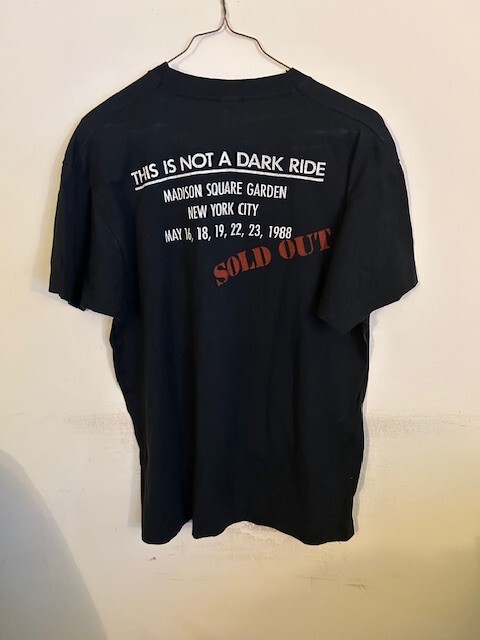 THIS IS NOT A DARK RIDE
MADISON SQUARE GARDEN
NEW YORK CITY
MAY 16, 18, 19, 22, 23, 1988
SOLD OUT